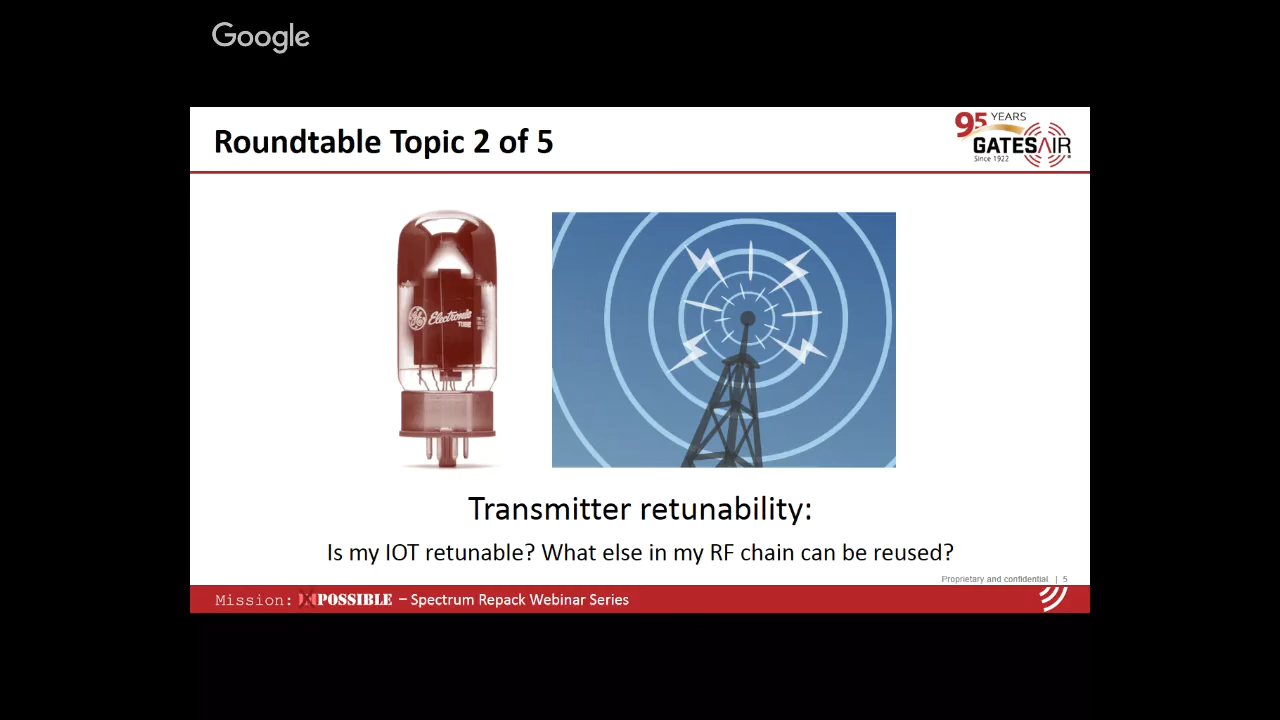 Google
Roundtable Topic 2 of 5
95 YEARS
GATESAIR
Since 1922
GE Electronic
TUBE
Transmitter retunability:
Is my IOT retunable? What else in my RF chain can be reused?
Proprietary and confidential | 5
Mission: IMPOSSIBLE – Spectrum Repack Webinar Series